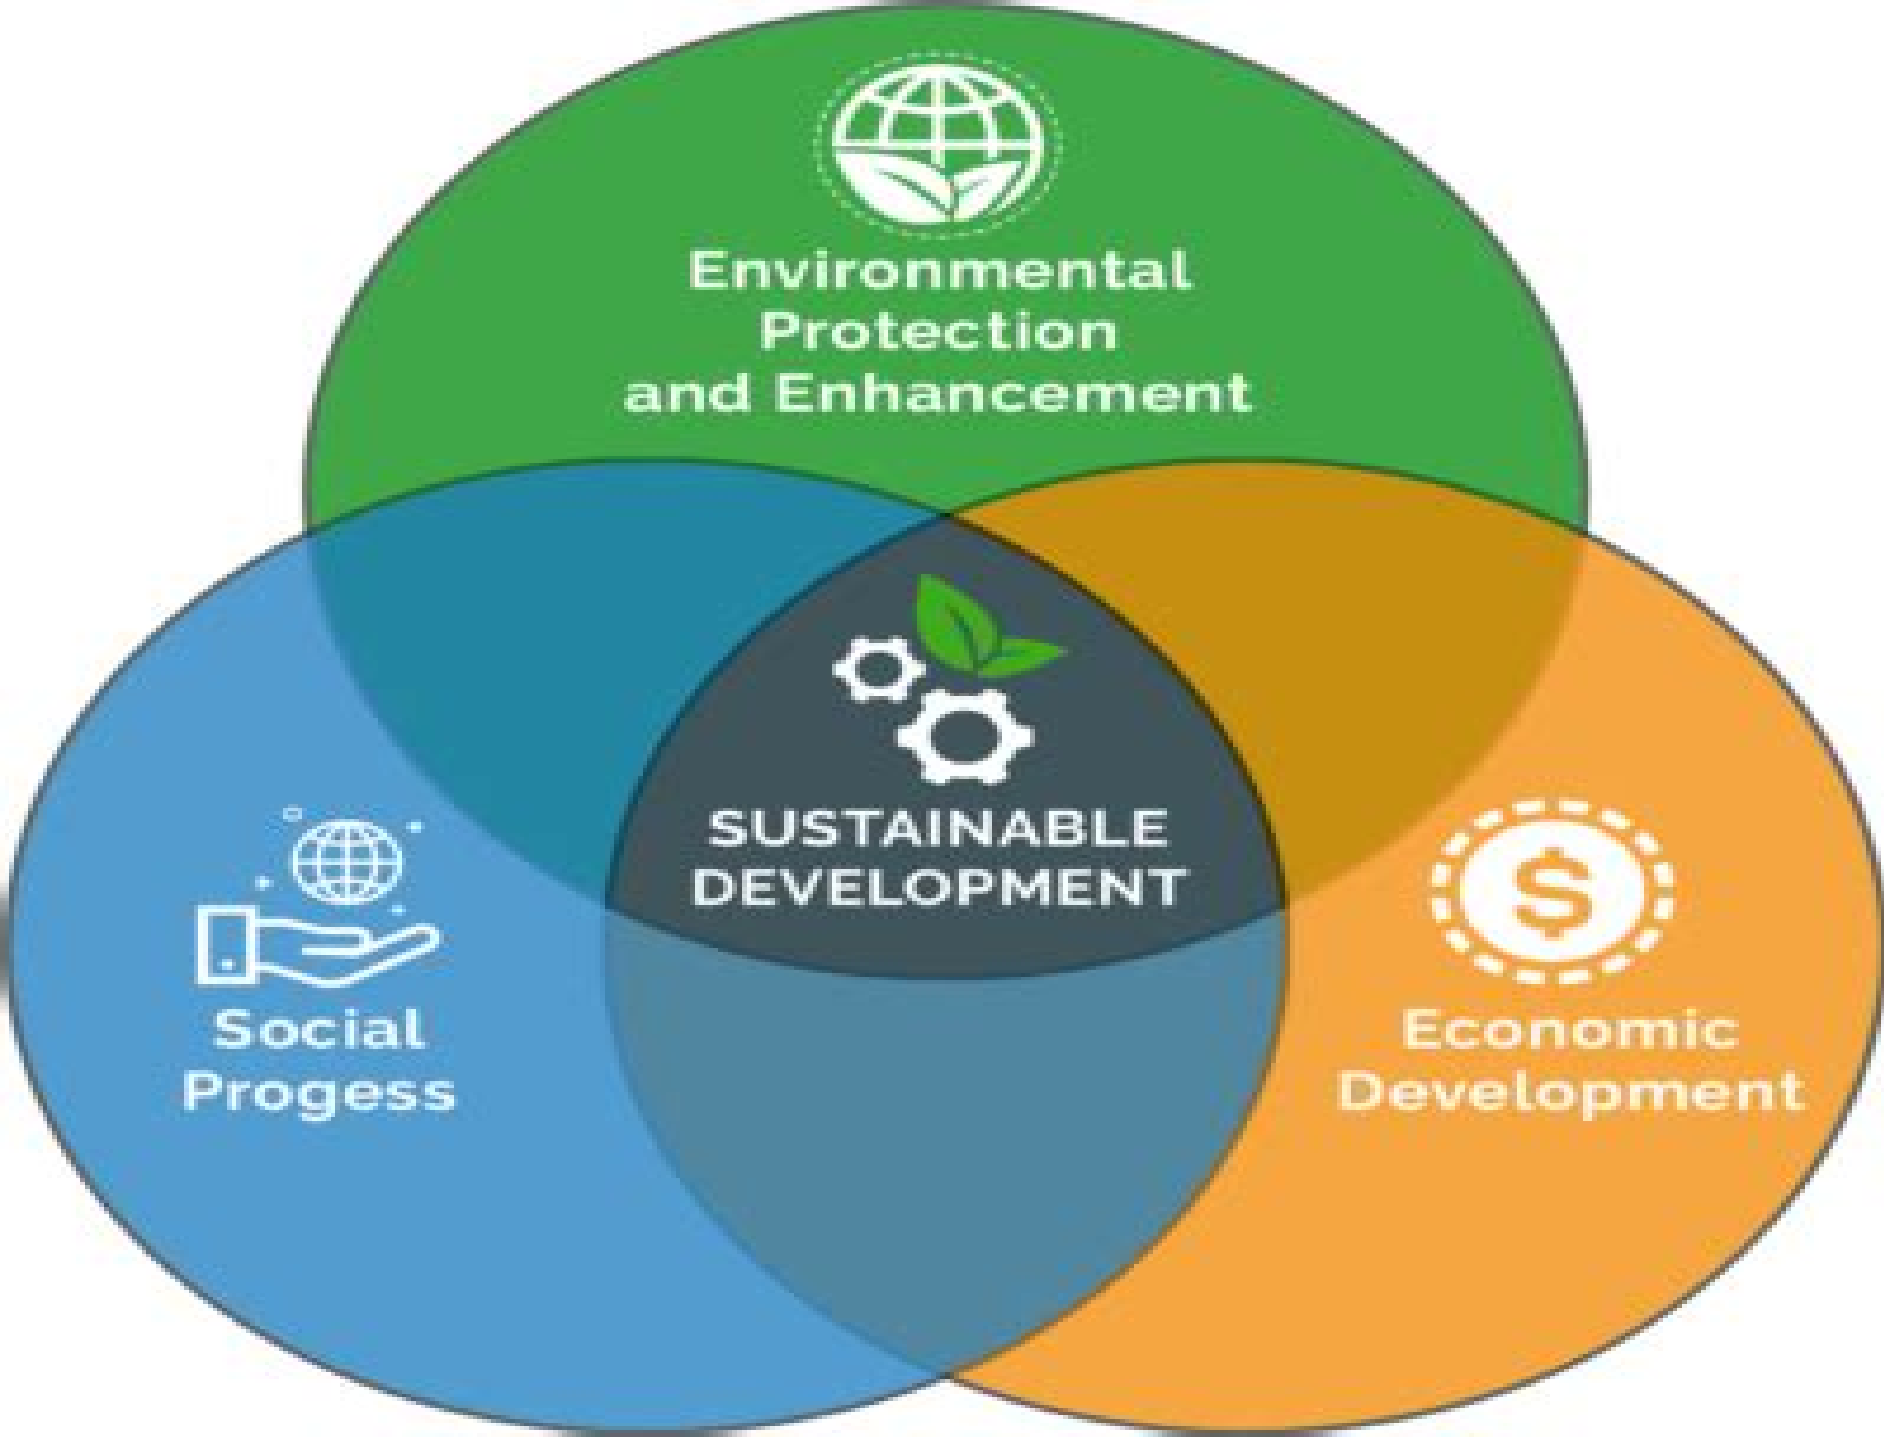 Environmental
Protection
and Enhancement
SUSTAINABLE
DEVELOPMENT
$
Social
Progess
Economic
Development